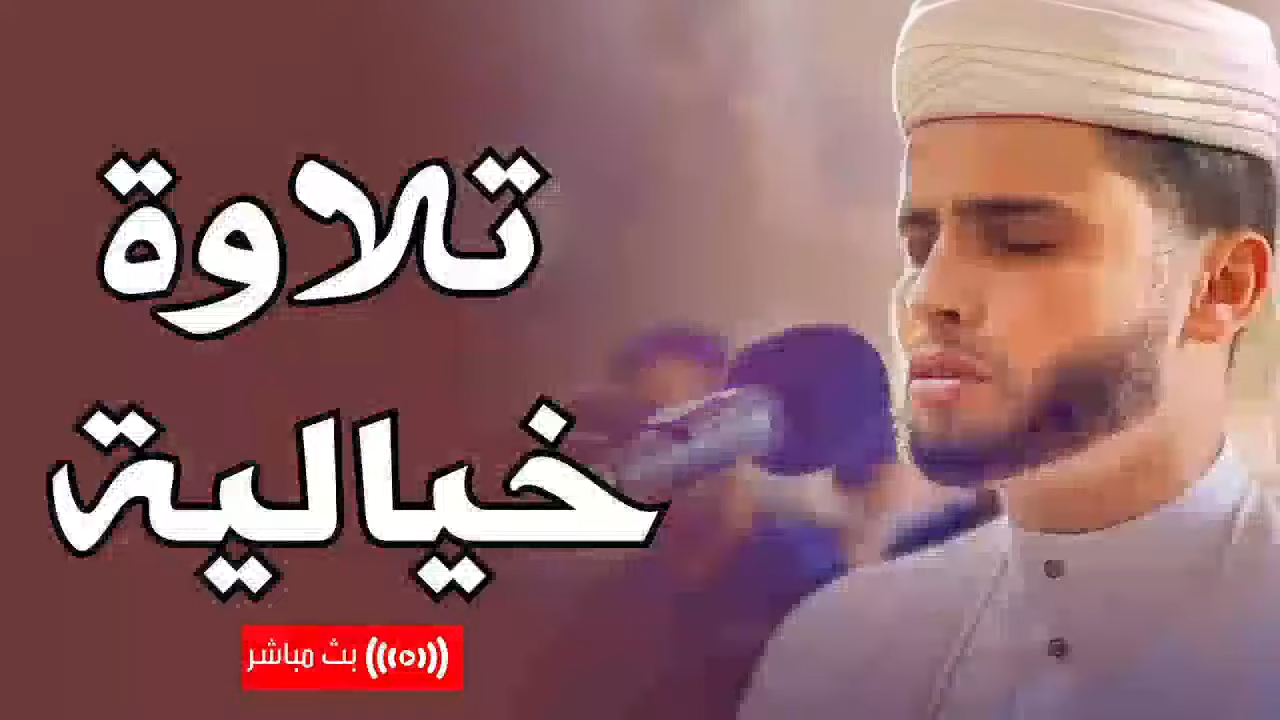 تلاوة
خيالية
بث مباشر